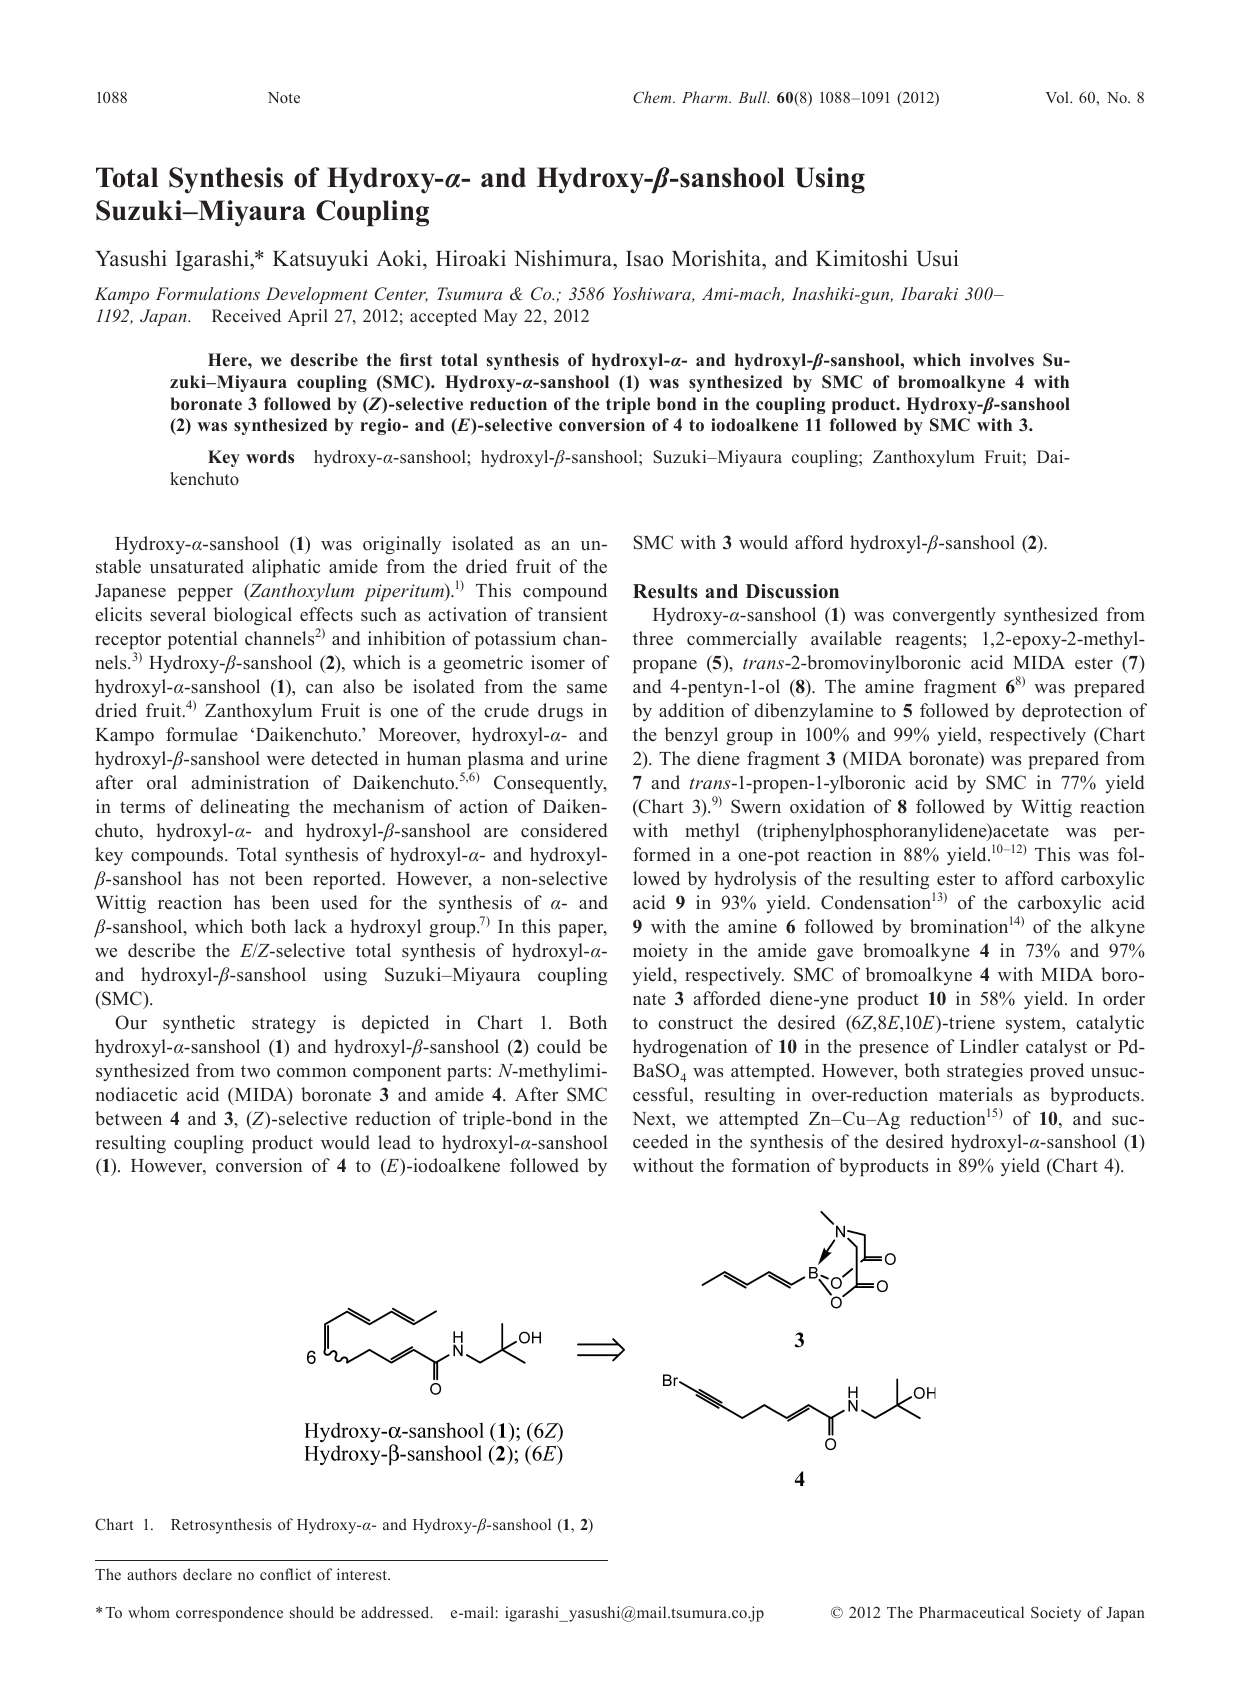 1088 Note Chem. Pharm. Bull. 60(8) 1088–1091 (2012) Vol. 60, No. 8
Total Synthesis of Hydroxy-α- and Hydroxy-β-sanshool Using
Suzuki–Miyaura Coupling
Yasushi Igarashi,* Katsuyuki Aoki, Hiroaki Nishimura, Isao Morishita, and Kimitoshi Usui
Kampo Formulations Development Center, Tsumura & Co.; 3586 Yoshiwara, Ami-mach, Inashiki-gun, Ibaraki 300–
1192, Japan. Received April 27, 2012; accepted May 22, 2012
Here, we describe the first total synthesis of hydroxyl-α- and hydroxyl-β-sanshool, which involves Su-
zuki–Miyaura coupling (SMC). Hydroxy-α-sanshool (1) was synthesized by SMC of bromoalkyne 4 with
boronate 3 followed by (Z)-selective reduction of the triple bond in the coupling product. Hydroxy-β-sanshool
(2) was synthesized by regio- and (E)-selective conversion of 4 to iodoalkene 11 followed by SMC with 3.
Key words hydroxy-α-sanshool; hydroxyl-β-sanshool; Suzuki–Miyaura coupling; Zanthoxylum Fruit; Dai-
kenchuto
Hydroxy-α-sanshool (1) was originally isolated as an un-
stable unsaturated aliphatic amide from the dried fruit of the
Japanese pepper (Zanthoxylum piperitum).1) This compound
elicits several biological effects such as activation of transient
receptor potential channels2) and inhibition of potassium chan-
nels.3) Hydroxy-β-sanshool (2), which is a geometric isomer of
hydroxyl-α-sanshool (1), can also be isolated from the same
dried fruit.4) Zanthoxylum Fruit is one of the crude drugs in
Kampo formulae ‘Daikenchuto.’ Moreover, hydroxyl-α- and
hydroxyl-β-sanshool were detected in human plasma and urine
after oral administration of Daikenchuto.5,6) Consequently,
in terms of delineating the mechanism of action of Daiken-
chuto, hydroxyl-α- and hydroxyl-β-sanshool are considered
key compounds. Total synthesis of hydroxyl-α- and hydroxyl-
β-sanshool has not been reported. However, a non-selective
Wittig reaction has been used for the synthesis of α- and
β-sanshool, which both lack a hydroxyl group.7) In this paper,
we describe the E/Z-selective total synthesis of hydroxyl-α-
and hydroxyl-β-sanshool using Suzuki–Miyaura coupling
(SMC).
Our synthetic strategy is depicted in Chart 1. Both
hydroxyl-α-sanshool (1) and hydroxyl-β-sanshool (2) could be
synthesized from two common component parts: N-methylimi-
nodiacetic acid (MIDA) boronate 3 and amide 4. After SMC
between 4 and 3, (Z)-selective reduction of triple-bond in the
resulting coupling product would lead to hydroxyl-α-sanshool
(1). However, conversion of 4 to (E)-iodoalkene followed by
SMC with 3 would afford hydroxyl-β-sanshool (2).
Results and Discussion
Hydroxy-α-sanshool (1) was convergently synthesized from
three commercially available reagents; 1,2-epoxy-2-methyl-
propane (5), trans-2-bromovinylboronic acid MIDA ester (7)
and 4-pentyn-1-ol (8). The amine fragment 68) was prepared
by addition of dibenzylamine to 5 followed by deprotection of
the benzyl group in 100% and 99% yield, respectively (Chart
2). The diene fragment 3 (MIDA boronate) was prepared from
7 and trans-1-propen-1-ylboronic acid by SMC in 77% yield
(Chart 3).9) Swern oxidation of 8 followed by Wittig reaction
with methyl (triphenylphosphoranylidene)acetate was per-
formed in a one-pot reaction in 88% yield.10–12) This was fol-
lowed by hydrolysis of the resulting ester to afford carboxylic
acid 9 in 93% yield. Condensation13) of the carboxylic acid
9 with the amine 6 followed by bromination14) of the alkyne
moiety in the amide gave bromoalkyne 4 in 73% and 97%
yield, respectively. SMC of bromoalkyne 4 with MIDA boro-
nate 3 afforded diene-yne product 10 in 58% yield. In order
to construct the desired (6Z,8E,10E)-triene system, catalytic
hydrogenation of 10 in the presence of Lindler catalyst or Pd-
BaSO4 was attempted. However, both strategies proved unsuc-
cessful, resulting in over-reduction materials as byproducts.
Next, we attempted Zn–Cu–Ag reduction15) of 10, and suc-
ceeded in the synthesis of the desired hydroxyl-α-sanshool (1)
without the formation of byproducts in 89% yield (Chart 4).
6
H
N
OH
O
Hydroxy-α-sanshool (1); (6Z)
Hydroxy-β-sanshool (2); (6E)
N
B
O
O
O
O
3
Br
H
N
OH
O
4
Chart 1. Retrosynthesis of Hydroxy-α- and Hydroxy-β-sanshool (1, 2)
The authors declare no conflict of interest.
* To whom correspondence should be addressed. e-mail: igarashi_yasushi@mail.tsumura.co.jp © 2012 The Pharmaceutical Society of Japan